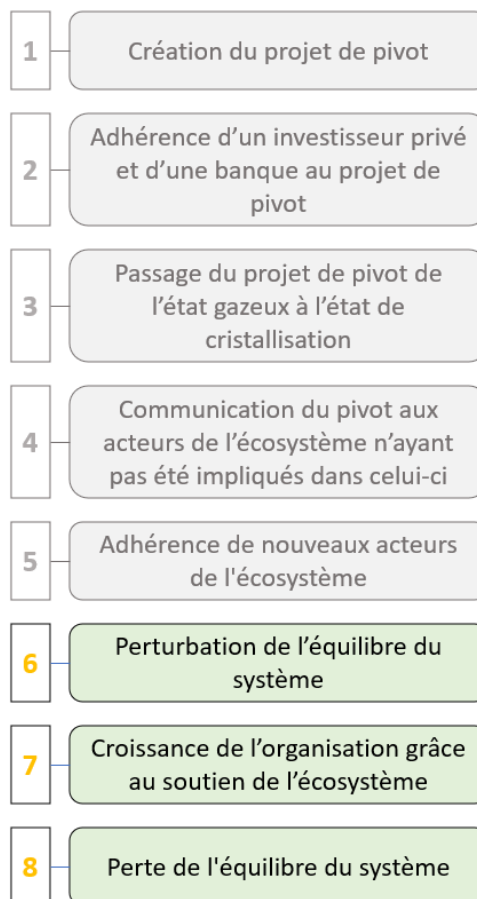 1
Création du projet de pivot
2
Adhérence d’un investisseur privé
et d’une banque au projet de
pivot
3
Passage du projet de pivot de
l’état gazeux à l’état de
cristallisation
4
Communication du pivot aux
acteurs de l’écosystème n’ayant
pas été impliqués dans celui-ci
5
Adhérence de nouveaux acteurs
de l'écosystème
6
Perturbation de l’équilibre du
système
7
Croissance de l’organisation grâce
au soutien de l’écosystème
8
Perte de l'équilibre du système